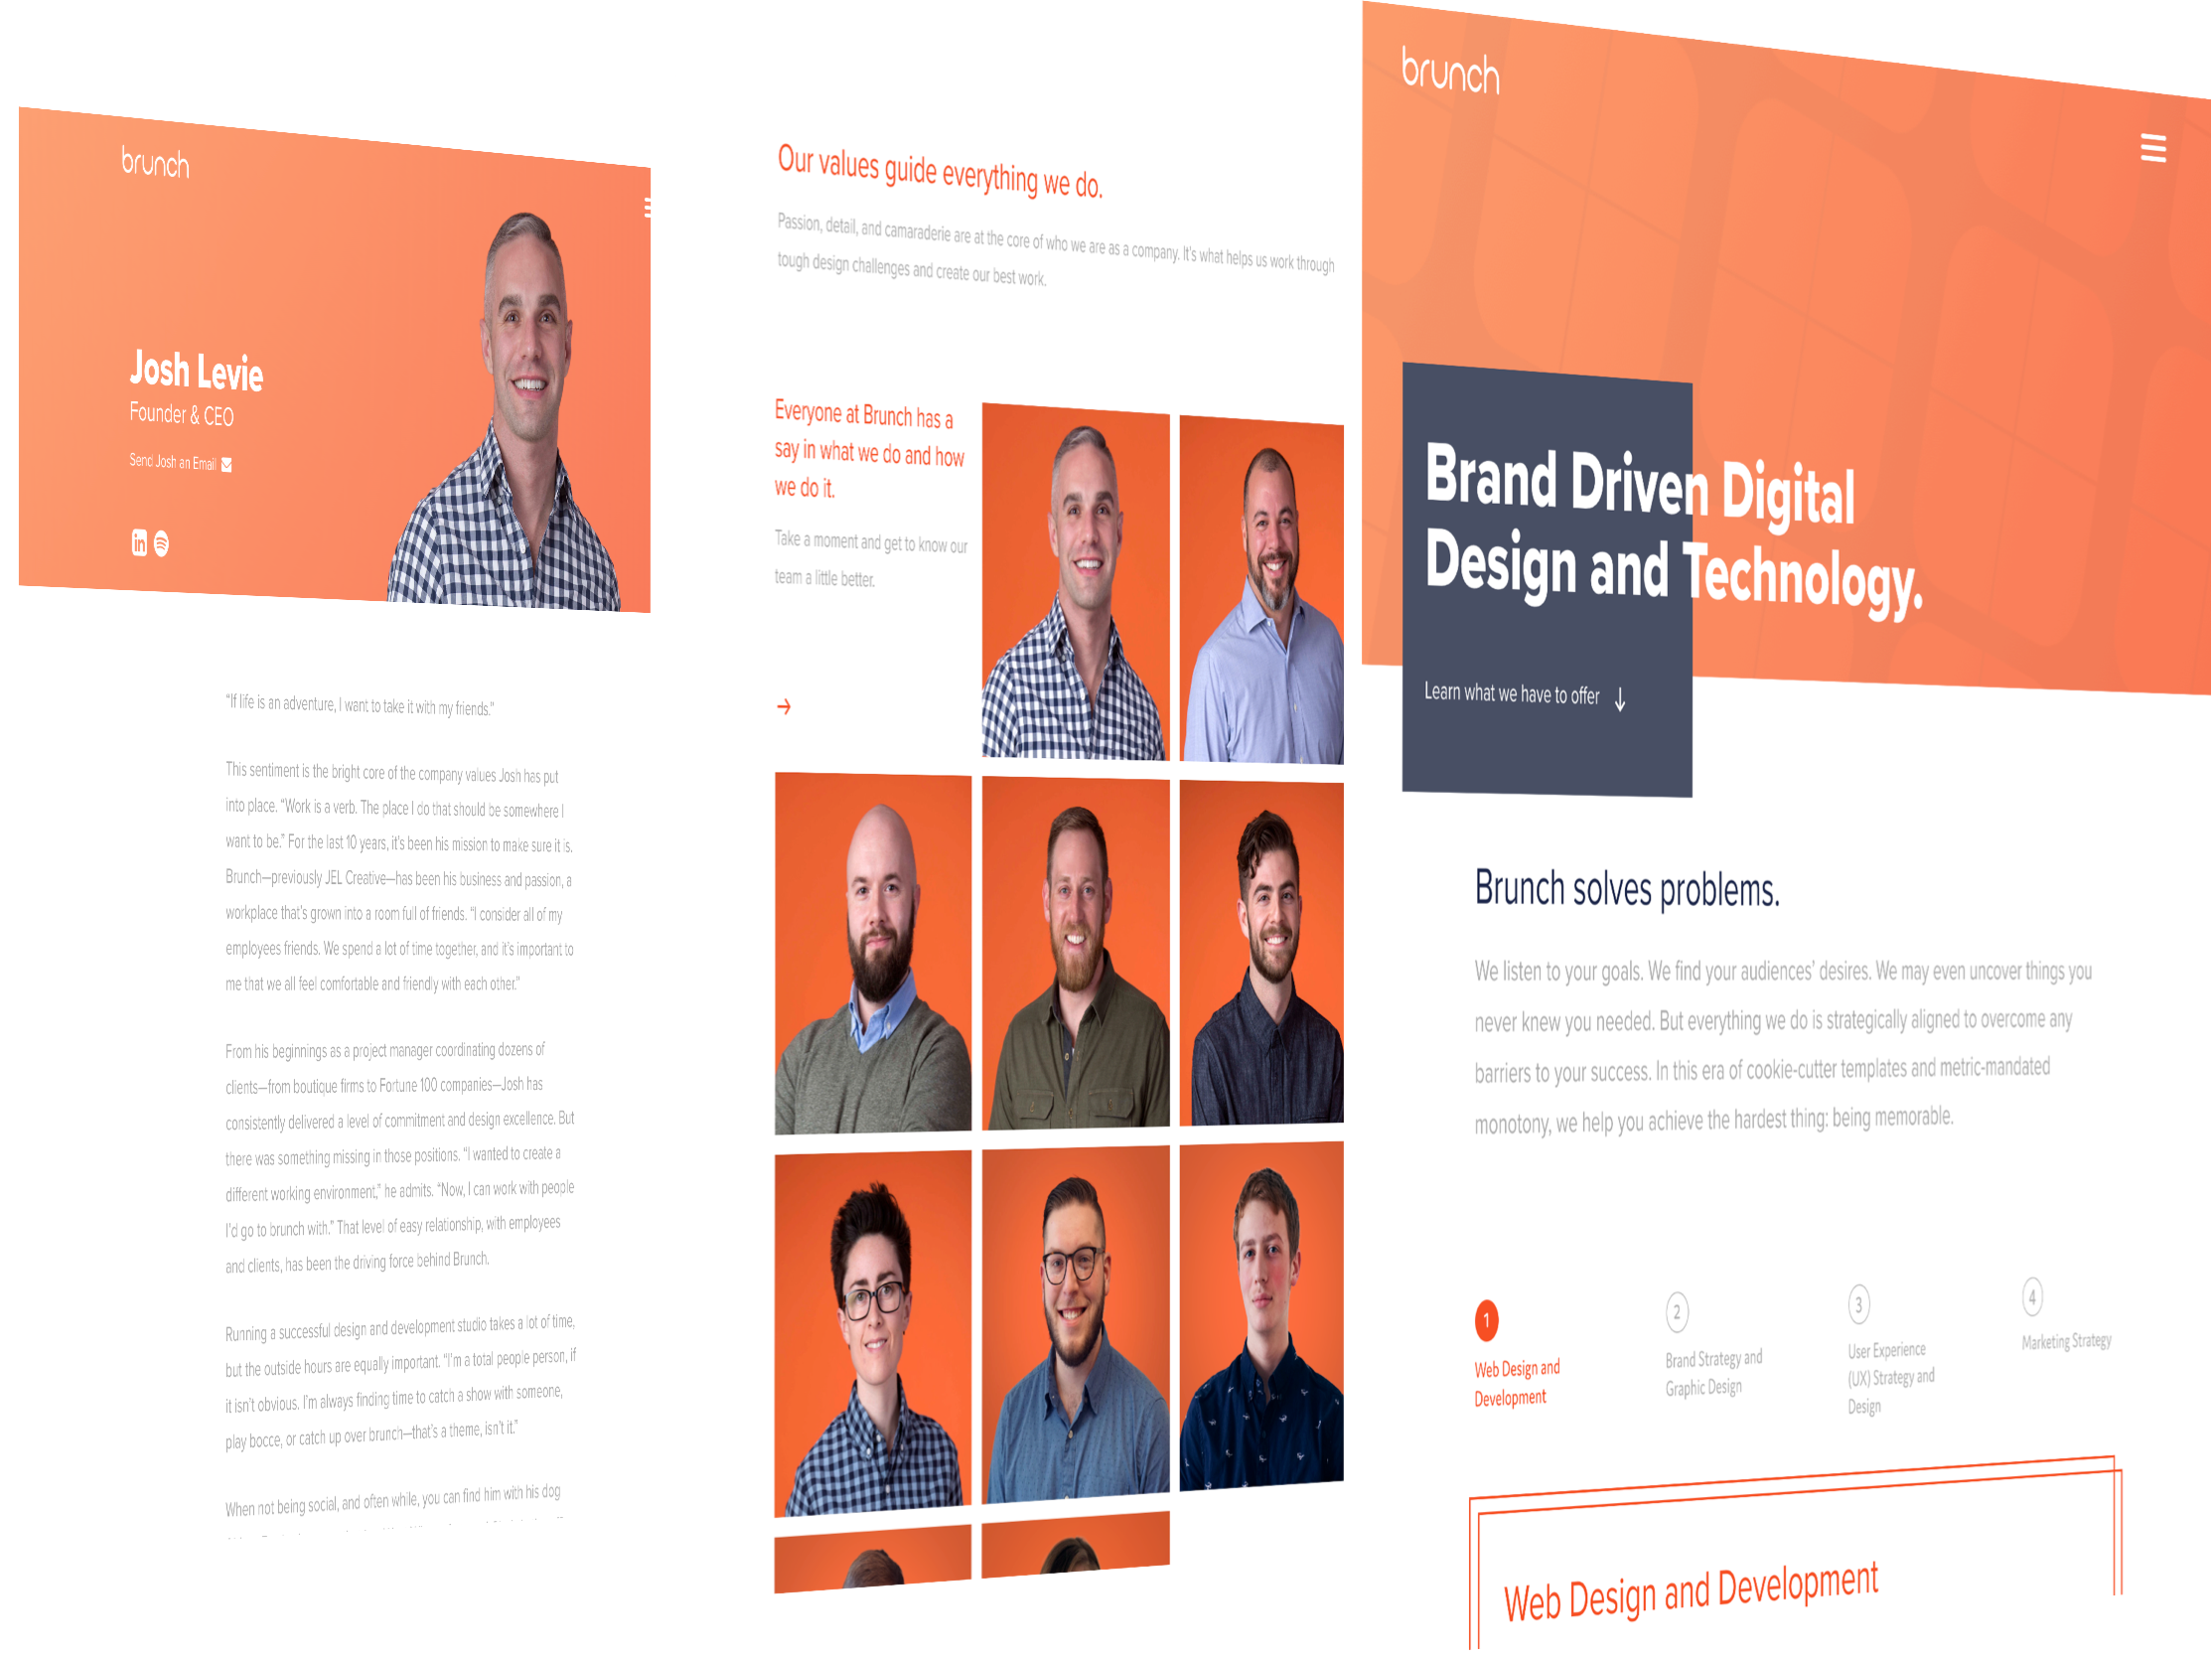 brunch
Josh Levie
Founder & CEO
Send Josh an Email
in
“If life is an adventure, I want to take it with my friends.”
This sentiment is the bright core of the company values Josh has put
into place. “Work is a verb. The place I do that should be somewhere I
want to be.” For the last 10 years, it’s been his mission to make sure it is.
Brunch—previously JEL Creative—has been his business and passion, a
workplace that’s grown into a room full of friends. “I consider all of my
employees friends. We spend a lot of time together, and it’s important to
me that we all feel comfortable and friendly with each other.”
From his beginnings as a project manager coordinating dozens of
clients—from boutique firms to Fortune 100 companies—Josh has
consistently delivered a level of commitment and design excellence. But
there was something missing in those positions. “I wanted to create a
different working environment,” he admits. “Now, I can work with people
I’d go to brunch with.” That level of easy relationship, with employees
and clients, has been the driving force behind Brunch.
Running a successful design and development studio takes a lot of time,
but the outside hours are equally important. “I’m a total people person, if
it isn’t obvious. I’m always finding time to catch a show with someone,
play bocce, or catch up over brunch—that’s a theme, isn’t it.”
When not being social, and often while, you can find him with his dog
Our values guide everything we do.
Passion, detail, and camaraderie are at the core of who we are as a company. It’s what helps us work through
tough design challenges and create our best work.
Everyone at Brunch has a
say in what we do and how
we do it.
Take a moment and get to know our
team a little better.
brunch
Brand Driven Digital
Design and Technology.
Learn what we have to offer
Brunch solves problems.
We listen to your goals. We find your audiences’ desires. We may even uncover things you
never knew you needed. But everything we do is strategically aligned to overcome any
barriers to your success. In this era of cookie-cutter templates and metric-mandated
monotony, we help you achieve the hardest thing: being memorable.
1
Web Design and
Development
2
Brand Strategy and
Graphic Design
3
User Experience
(UX) Strategy and
Design
4
Marketing Strategy
Web Design and Development